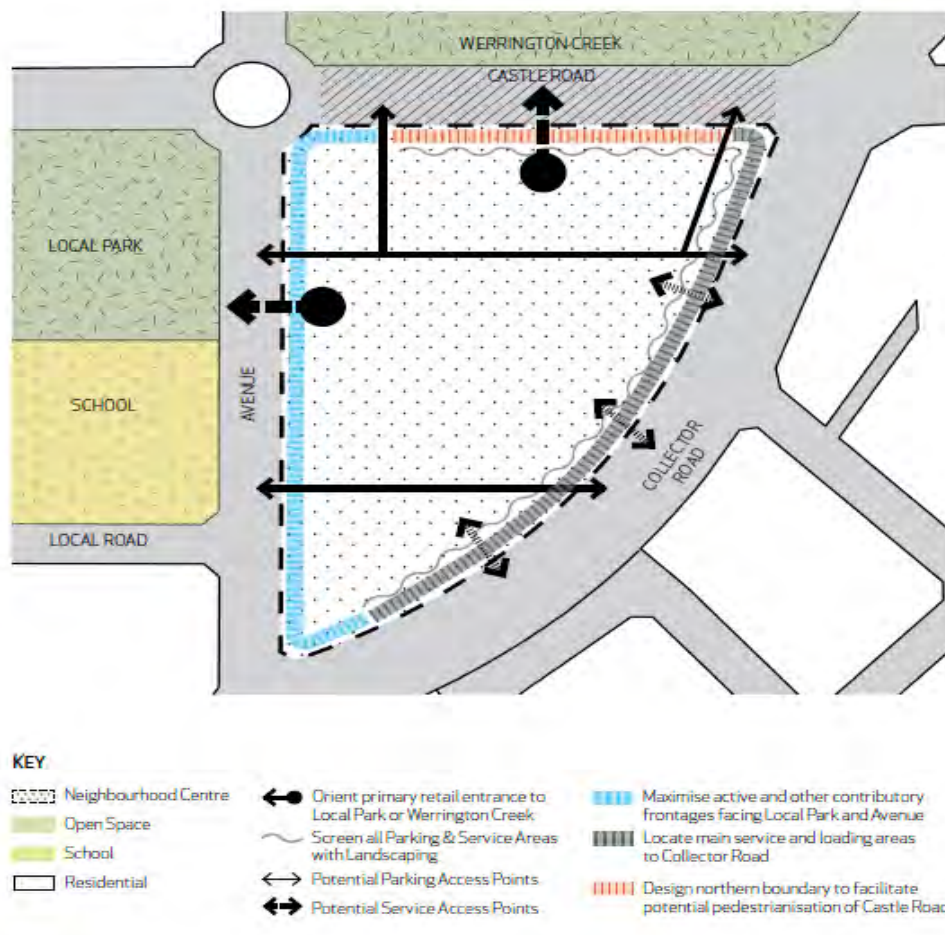 WERRINGTON CREEK
CASTLE ROAD
LOCAL PARK
SCHOOL
AVENUE
COLLECTOR
ROAD
LOCAL ROAD
KEY
Neighbourhood Centre
Open Space
School
Residential
Orient primary retail entrance to
Local Park or Werrington Creek
Screen all Parking & Service Areas
with Landscaping
Potential Parking Access Points
Potential Service Access Points
Maximise active and other contributory
frontages facing Local Park and Avenue
Locate main service and loading areas
to Collector Road
Design northern boundary to facilitate
potential pedestrianisation of Castle Road